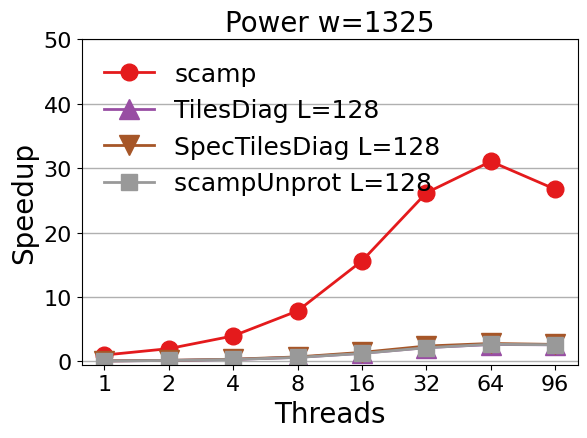 Power w=1325
50
40
30
20
10
0
Speedup
scamp
TilesDiag L=128
SpecTilesDiag L=128
scampUnprot L=128
1 2 4 8 16 32 64 96
Threads